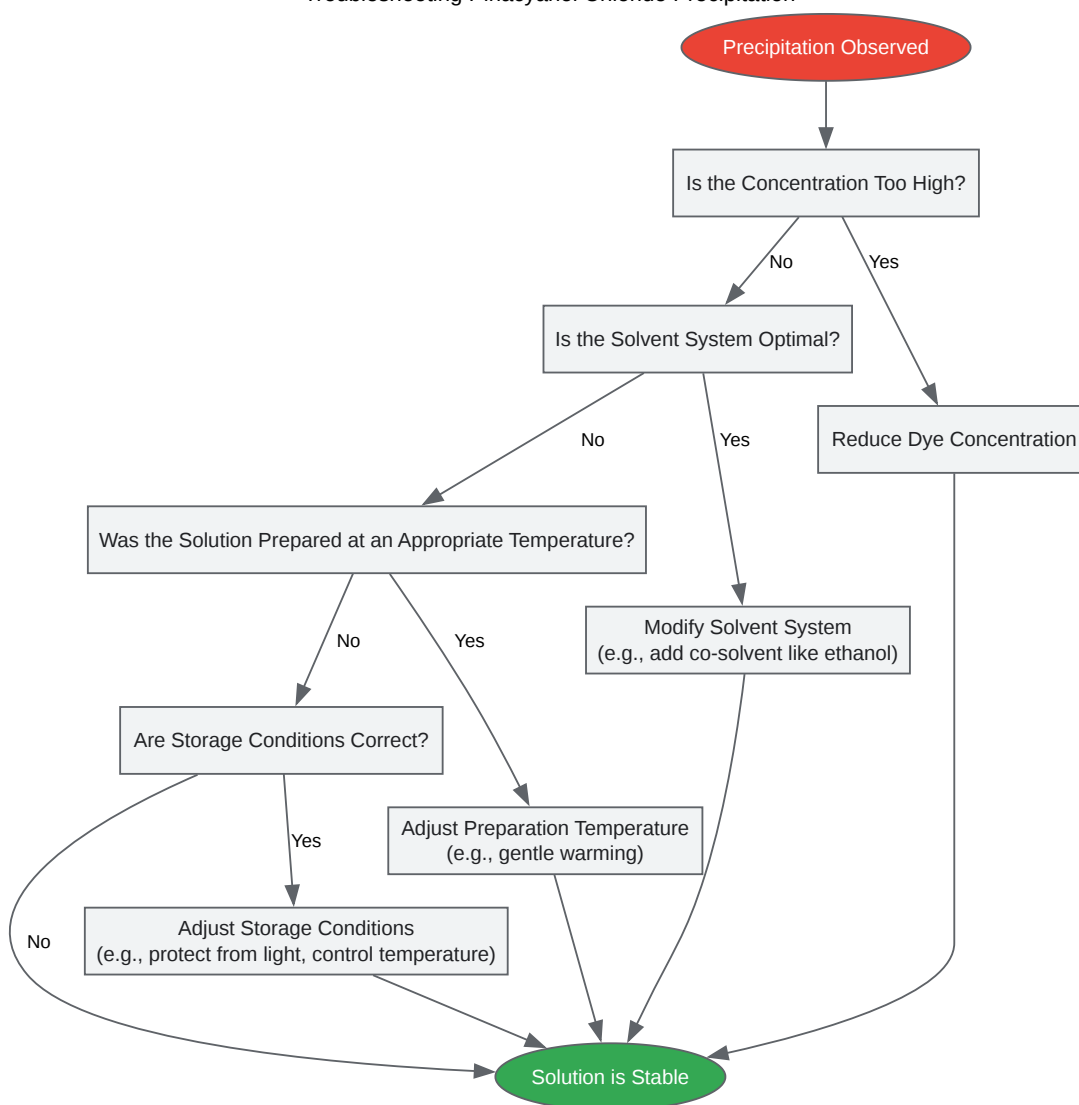 Precipitation Observed
Is the Concentration Too High?
No
Yes
Is the Solvent System Optimal?
Reduce Dye Concentration
No
Yes
Was the Solution Prepared at an Appropriate Temperature?
Modify Solvent System
(e.g., add co-solvent like ethanol)
No
Yes
Are Storage Conditions Correct?
Adjust Preparation Temperature
(e.g., gentle warming)
Yes
No
Adjust Storage Conditions
(e.g., protect from light, control temperature)
Solution is Stable